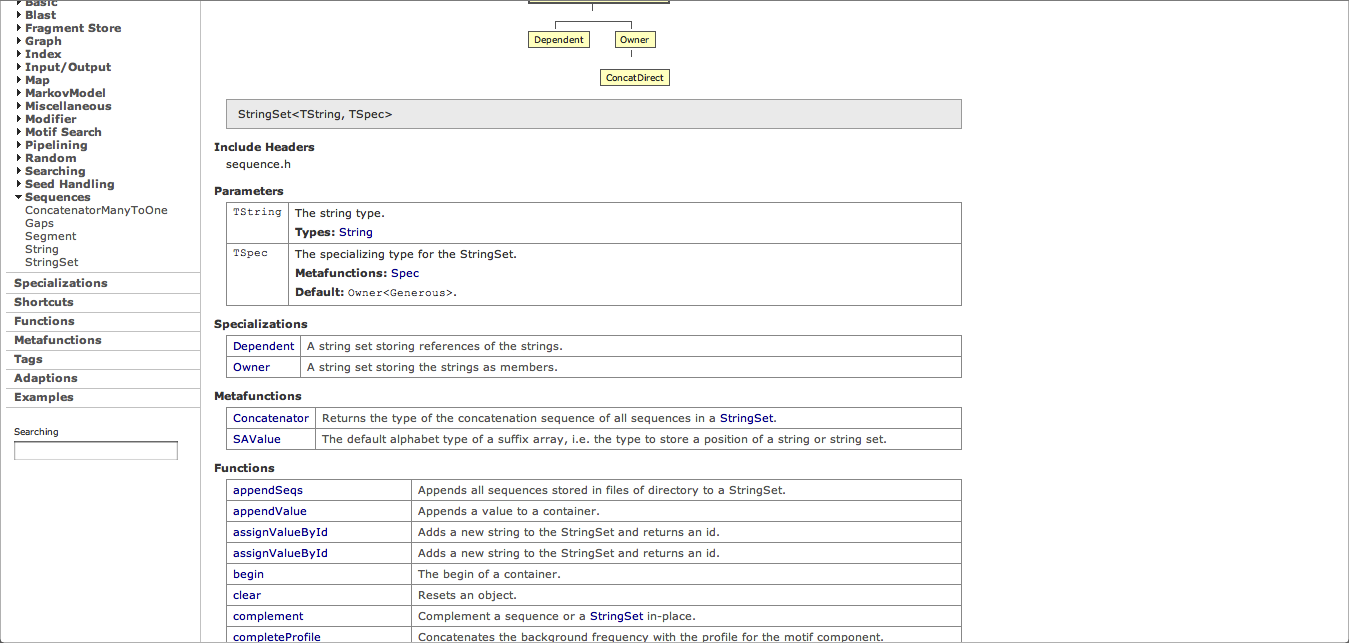 Basic
Blast
Fragment Store
Graph
Index
Input/Output
Map
MarkovModel
Miscellaneous
Modifier
Motif Search
Pipelining
Random
Searching
Seed Handling
Sequences
ConcatenatorManyToOne
Gaps
Segment
String
StringSet
Specializations
Shortcuts
Functions
Metafunctions
Tags
Adaptions
Examples
Searching
Dependent Owner
ConcatDirect
StringSet<TString, TSpec>
Include Headers
sequence.h
Parameters
TString The string type.
Types: String
TSpec The specializing type for the StringSet.
Metafunctions: Spec
Default: Owner<Generous>.
Specializations
Dependent A string set storing references of the strings.
Owner A string set storing the strings as members.
Metafunctions
Concatenator Returns the type of the concatenation sequence of all sequences in a StringSet.
SAValue The default alphabet type of a suffix array, i.e. the type to store a position of a string or string set.
Functions
appendSeqs Appends all sequences stored in files of directory to a StringSet.
appendValue Appends a value to a container.
assignValueById Adds a new string to the StringSet and returns an id.
assignValueById Adds a new string to the StringSet and returns an id.
begin The begin of a container.
clear Resets an object.
complement Complement a sequence or a StringSet in-place.
completeProfile Concatenates the background frequency with the profile for the motif component.